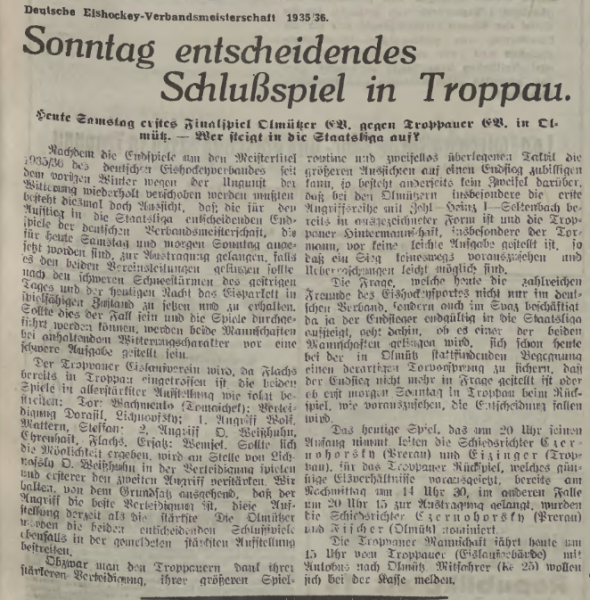 Deutsche Eishockey-Verbandsmeisterschaft 1935/36.
Sonntag entscheidendes
Schlußspiel in Troppau.
Heute Samstag erstes Finalspiel Olmützer EV. gegen Troppauer EV. in Ol-
mütz. — Wer steigt in die Staatsliga auf?
Nachdem die Endspiele um den Meistertitel
1935/36 des deutschen Eishockeyverbandes seit
dem vorigen Winter wegen der Ungunst der
Witterung wiederholt verschoben werden mußten
besteht diesmal doch Aussicht, daß die für den
Aufstieg in die Staatsliga entscheidenden End-
spiele der deutschen Verbandsmeisterschaft, die
für heute Samstag und morgen Sonntag ange-
setzt worden sind, zur Austragung gelangen, falls
es den beiden Vereinsleitungen gelingen sollte
nach den schweren Schneestürmen des gestrigen
Tages und der heutigen Nacht das Eisparkett in
spielfähigen Zustand zu setzen und zu erhalten.
Sollte dies der Fall sein und die Spiele durchge-
führt werden können, werden beide Mannschaften
bei anhaltendem Witterungscharakter vor eine
schwere Aufgabe gestellt sein.
Der Troppauer Eislaufverein wird, da Flachs
bereits in Troppau eingetroffen ist die beiden
Spiele in allerstärkster Aufstellung wie folgt be-
streiten: Tor Wachmento (Tomaichef); Vertei-
digung Dorasil, Lichnovsky; 1. Angriff Wolf,
Mattern, Steffan; 2. Angriff O. Weißhuhn,
Ehrenhaft, Flachs, Ersatz: Wenzel. Sollte sich
die Möglichkeit ergeben, wird an Stelle von Lich-
novsky O. Weißhuhn in der Verteidigung spielen
und ersterer den zweiten Angriff verstärken. Wir
halten, von dem Grundsatz ausgehend, daß der
Angriff die beste Verteidigung ist, diese Auf-
stellung derzeit als die stärkste. Die Olmützer
werden die beiden entscheidenden Schlußspiele
ebenfalls in der gemeldeten stärksten Aufstellung
bestreiten.
Obzwar man den Troppauern dank ihrer
stärkeren Verteidigung, ihrer größeren Spiel-
routine und zweifellos überlegenen Taktik die
größeren Aussichten auf einen Endsieg zubilligen
kann, so besteht anderseits kein Zweifel darüber,
daß bei den Olmützern insbesondere die erste
Angriffsreihe mit Zöhl—Heinz I—Soltenbach be-
reits in ausgezeichneter Form ist und die Trop-
pauer Hintermannschaft, insbesondere der Tor-
mann, vor keine leichte Aufgabe gestellt ist, so
daß ein Sieg keineswegs vorauszusehen und
Ueberraschungen leicht möglich sind.
Die Frage, welche heute die zahlreichen
Freunde des Eishockeysportes nicht nur im deut-
schen Verband, sondern auch in Svaz beschäftigt
da ja der Endsieger endgültig in die Staatsliga
aufsteigt, geht dahin, ob es einer der beiden
Mannschaften gelingen wird, sich schon heute
bei der in Olmütz stattfindenden Begegnung
einen derartigen Torvorsprung zu sichern, daß
der Endsieg nicht mehr in Frage gestellt ist oder
ob erst morgen Sonntag in Troppau beim Rück-
spiel, wie vorauszusehen, die Entscheidung fallen
wird.
Das heutige Spiel, das um 20 Uhr seinen
Anfang nimmt leiten die Schiedsrichter Czer-
nohorsky (Prerau) und Eizinger (Trop-
pau), für das Troppauer Rückspiel, welches gün-
stige Eisverhältnisse vorausgesetzt, bereits am
Nachmittag um 14 Uhr 30, im anderen Falle
um 20 Uhr 15 zur Austragung gelangt, wurden
die Schiedsrichter Czernohorsky (Prerau)
und Fischer (Olmütz) nominiert.
Die Troppauer Mannschaft fährt heute um
15 Uhr vom Troppauer (Eislaufgebäude) mit
Autobus nach Olmütz Mitfahrer (Kc 25) wollen
sich bei der Kasse melden.